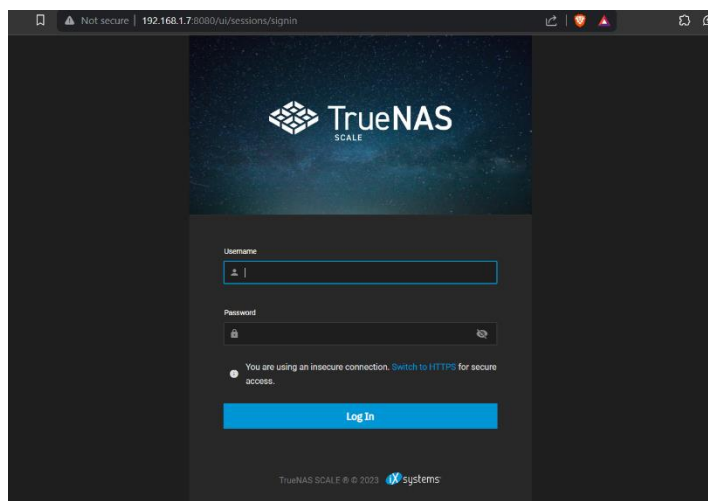 Not secure 192.168.1.7:8080/ui/sessions/signin
TrueNAS
SCALE
Username
Password
You are using an insecure connection. Switch to HTTPS for secure
access.
Log In
TrueNAS SCALE ® © 2023 iX systems